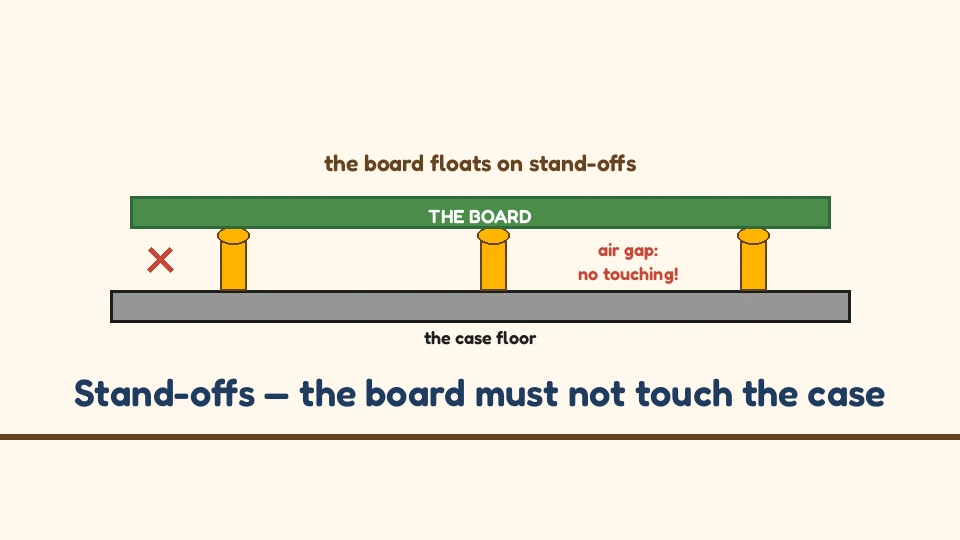 the board floats on stand-offs
THE BOARD
air gap:
no touching!
the case floor
Stand-offs — the board must not touch the case